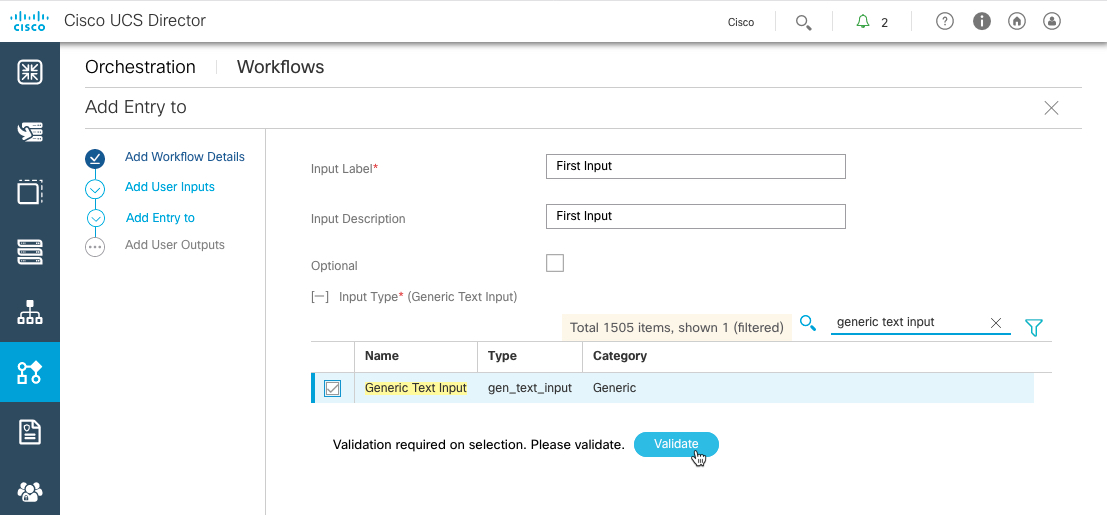 CISCO Cisco UCS Director Cisco 2
Orchestration Workflows
Add Entry to
Add Workflow Details
Add User Inputs
Add Entry to
Add User Outputs
Input Label* First Input
Input Description First Input
Optional
[—] Input Type* (Generic Text Input)
Total 1505 items, shown 1 (filtered) generic text input
Name Type Category
Generic Text Input gen_text_input Generic
Validation required on selection. Please validate. Validate